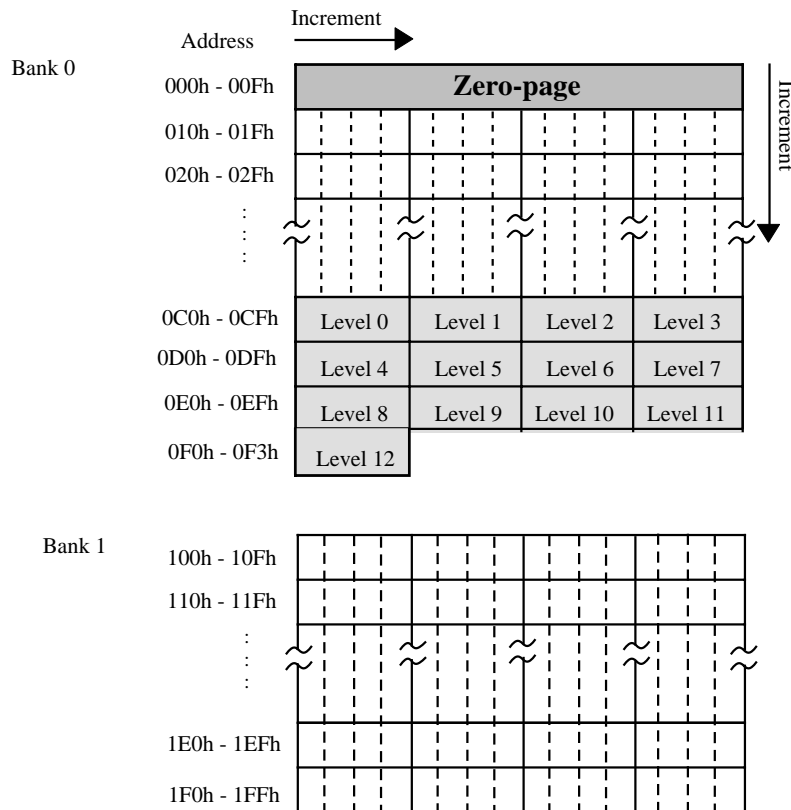 Increment
Address
Bank 0
000h - 00Fh
Zero-page
Increment
010h - 01Fh
020h - 02Fh
0C0h - 0CFh
Level 0
Level 1
Level 2
Level 3
0D0h - 0DFh
Level 4
Level 5
Level 6
Level 7
0E0h - 0EFh
Level 8
Level 9
Level 10
Level 11
0F0h - 0F3h
Level 12
Bank 1
100h - 10Fh
110h - 11Fh
1E0h - 1EFh
1F0h - 1FFh